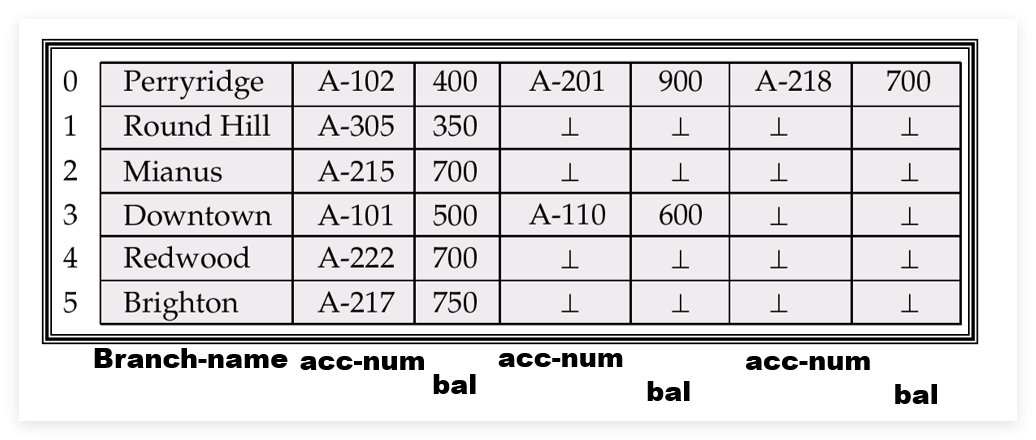 0 Perryridge A-102 400 A-201 900 A-218 700
1 Round Hill A-305 350 ⊥ ⊥ ⊥ ⊥
2 Mianus A-215 700 ⊥ ⊥ ⊥ ⊥
3 Downtown A-101 500 A-110 600 ⊥ ⊥
4 Redwood A-222 700 ⊥ ⊥ ⊥ ⊥
5 Brighton A-217 750 ⊥ ⊥ ⊥ ⊥
Branch-name acc-num acc-num acc-num
bal bal bal